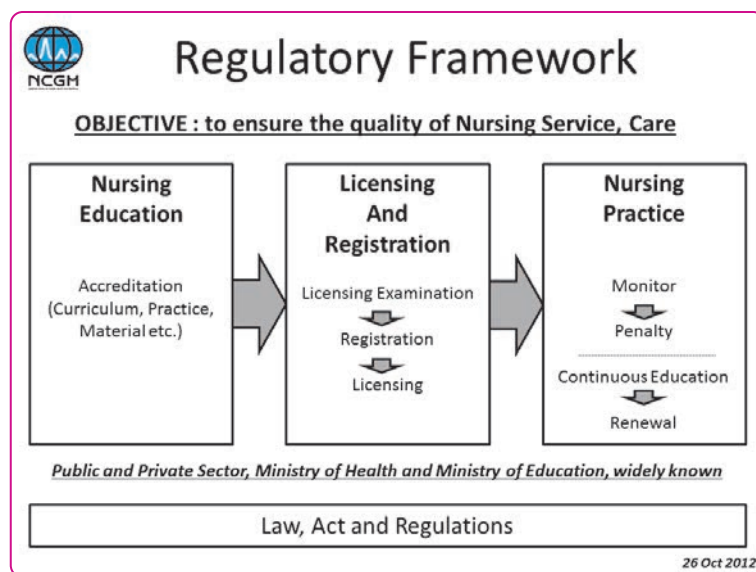 NCGM
Regulatory Framework
OBJECTIVE : to ensure the quality of Nursing Service, Care
Nursing
Education
Accreditation
(Curriculum, Practice,
Material etc.)
Licensing
And
Registration
Licensing Examination
Registration
Licensing
Nursing
Practice
Monitor
Penalty
Continuous Education
Renewal
Public and Private Sector, Ministry of Health and Ministry of Education, widely known
Law, Act and Regulations
26 Oct 2012